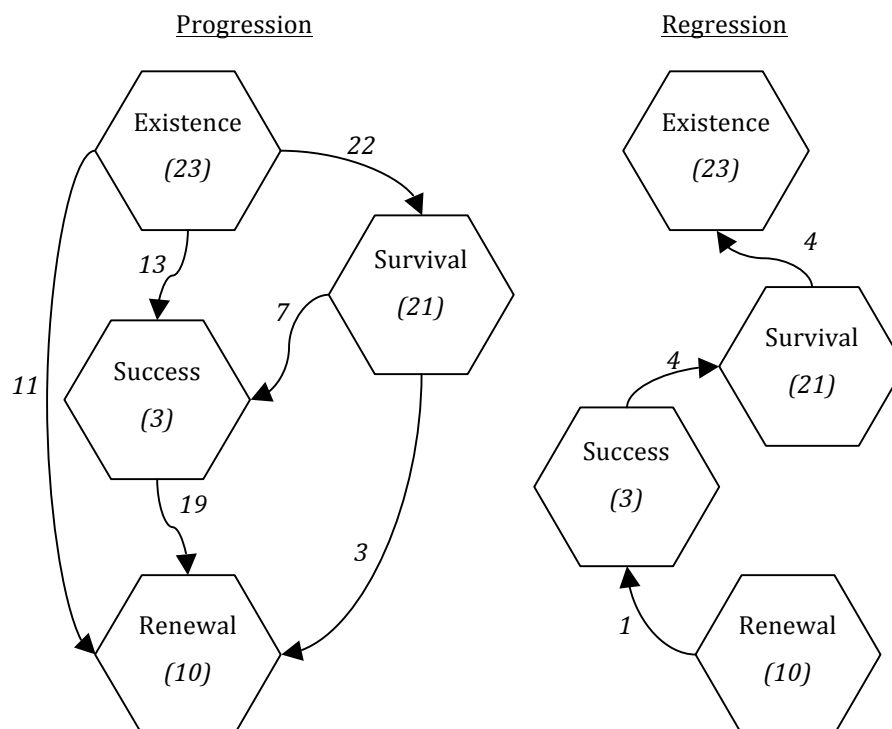 Progression
Existence
(23)
22
13
Survival
(21)
7
11
Success
(3)
19
3
Renewal
(10)
Regression
Existence
(23)
4
Survival
(21)
4
Success
(3)
1
Renewal
(10)